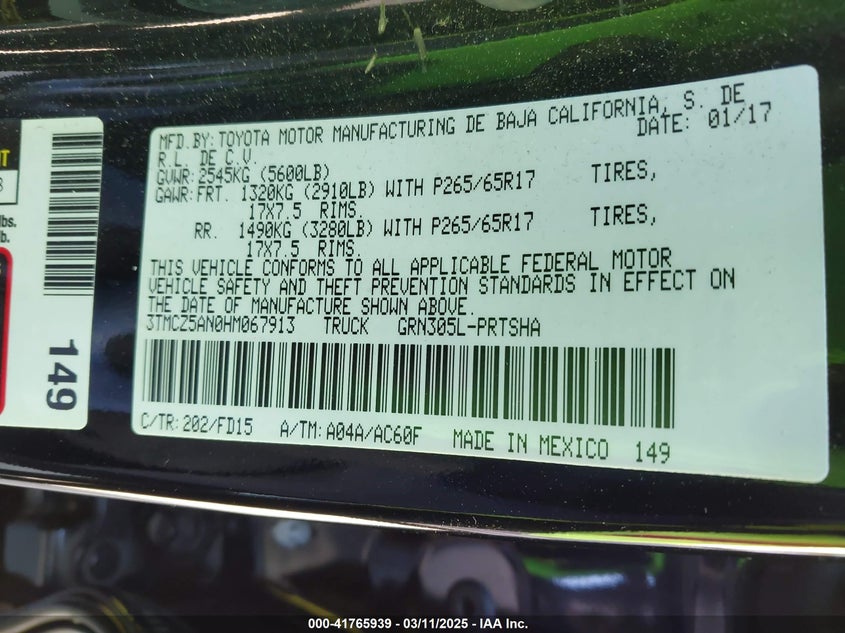 MFD.BY:TOYOTA MOTOR MANUFACTURING DE BAJA CALIFORNIA, S. DE
R.L. DE C.V. DATE: 01/17
GVWR:2545KG (5600LB)
GAWR:FRT. 1320KG (2910LB) WITH P265/65R17 TIRES,
17X7.5 RIMS.
RR. 1490KG (3280LB) WITH P265/65R17 TIRES,
17X7.5 RIMS.
THIS VEHICLE CONFORMS TO ALL APPLICABLE FEDERAL MOTOR
VEHICLE SAFETY AND THEFT PREVENTION STANDARDS IN EFFECT ON
THE DATE OF MANUFACTURE SHOWN ABOVE.
3TMCZ5AN0HM067913 TRUCK GRN305L-PRTSHA
C/TR:202/FD15 A/TM:A04A/AC60F MADE IN MEXICO 149
lbs.
b.
149
000-41765939 - 03/11/2025 - IAA Inc.